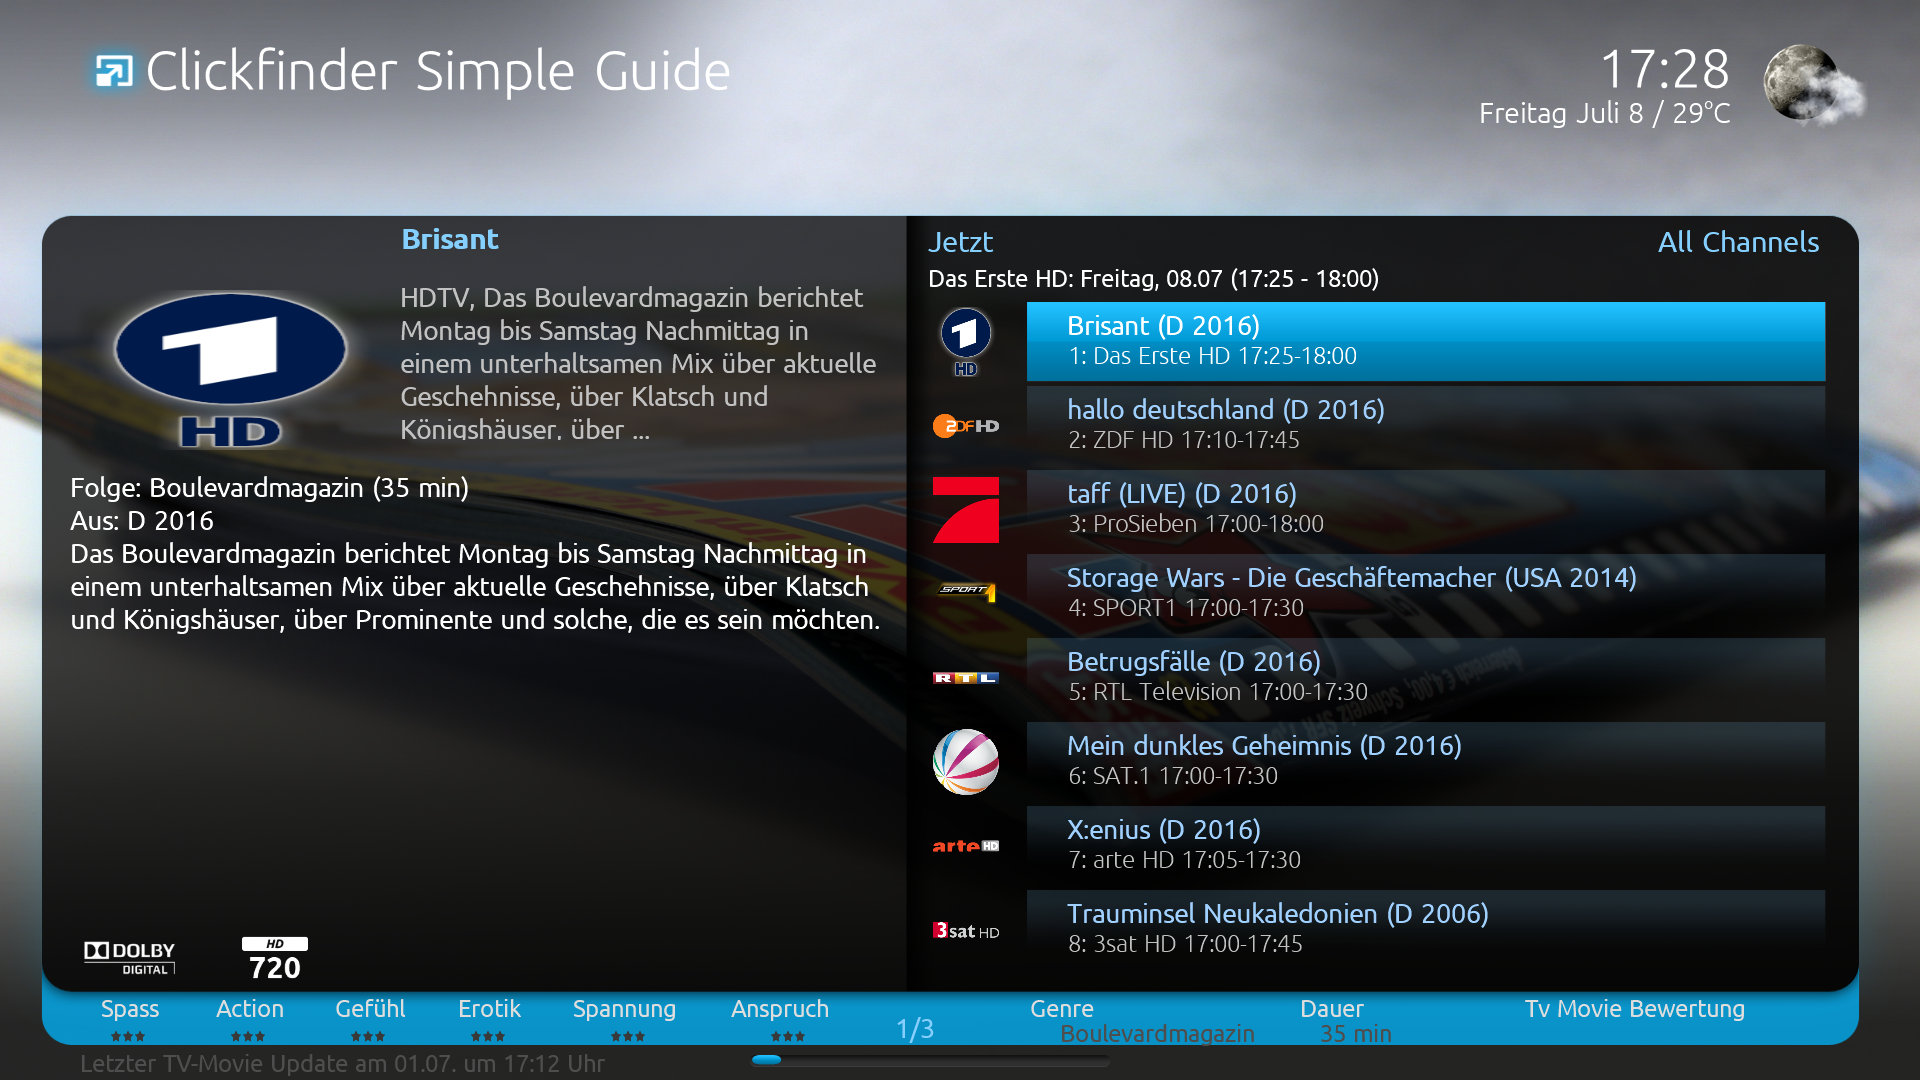 Clickfinder Simple Guide
17:28
Freitag Juli 8 / 29°C
Brisant
HDTV, Das Boulevardmagazin berichtet
Montag bis Samstag Nachmittag in
einem unterhaltsamen Mix über aktuelle
Geschehnisse, über Klatsch und
Königshäuser, über ...
HD
Folge: Boulevardmagazin (35 min)
Aus: D 2016
Das Boulevardmagazin berichtet Montag bis Samstag Nachmittag in
einem unterhaltsamen Mix über aktuelle Geschehnisse, über Klatsch
und Königshäuser, über Prominente und solche, die es sein möchten.
DOLBY
DIGITAL
HD
720
Jetzt
All Channels
Das Erste HD: Freitag, 08.07 (17:25 - 18:00)
1
HD
Brisant (D 2016)
1: Das Erste HD 17:25-18:00
ZDFHD
hallo deutschland (D 2016)
2: ZDF HD 17:10-17:45
taff (LIVE) (D 2016)
3: ProSieben 17:00-18:00
SPORT1
Storage Wars - Die Geschäftemacher (USA 2014)
4: SPORT1 17:00-17:30
RTL
Betrugsfälle (D 2016)
5: RTL Television 17:00-17:30
Mein dunkles Geheimnis (D 2016)
6: SAT.1 17:00-17:30
arte HD
X:enius (D 2016)
7: arte HD 17:05-17:30
3sat HD
Trauminsel Neukaledonien (D 2006)
8: 3sat HD 17:00-17:45
Spass
Action
Gefühl
Erotik
Spannung
Anspruch
1/3
Genre
Boulevardmagazin
Dauer
35 min
Tv Movie Bewertung
Letzter TV-Movie Update am 01.07. um 17:12 Uhr